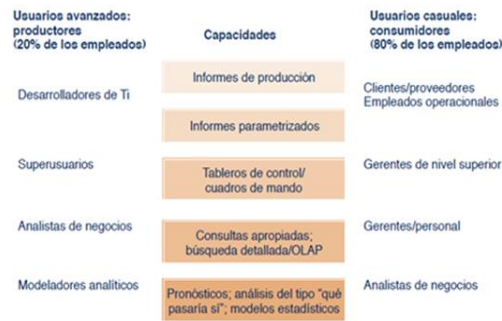 Usuarios avanzados:
productores
(20% de los empleados)
Capacidades
Usuarios casuales:
consumidores
(80% de los empleados)
Desarrolladores de Ti
Informes de producción
Informes parametrizados
Clientes/proveedores
Empleados operacionales
Superusuarios
Tableros de control/
cuadros de mando
Gerentes de nivel superior
Analistas de negocios
Consultas apropiadas;
búsqueda detallada/OLAP
Gerentes/personal
Modeladores analíticos
Pronósticos; análisis del tipo "qué
pasaría sí"; modelos estadísticos
Analistas de negocios